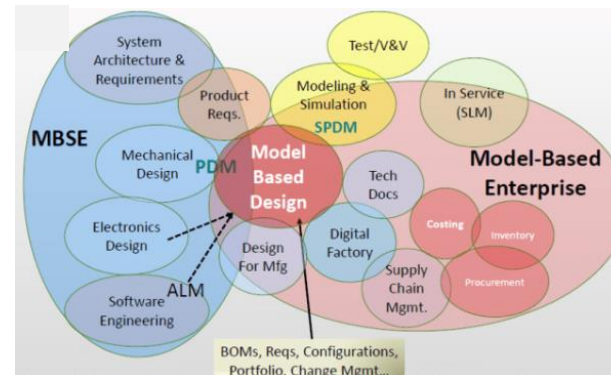 System
Architecture &
Requirements
Test/V&V
Product
Reqs.
Modeling &
Simulation
SPDM
In Service
(SLM)
MBSE
Mechanical
Design
PDM
Model
Based
Design
Tech
Docs
Model-Based
Enterprise
Electronics
Design
Design
For Mfg
Digital
Factory
Costing
Inventory
ALM
Software
Engineering
Supply
Chain
Mgmt.
Procurement
BOMs, Reqs, Configurations,
Portfolio, Change Mgmt...